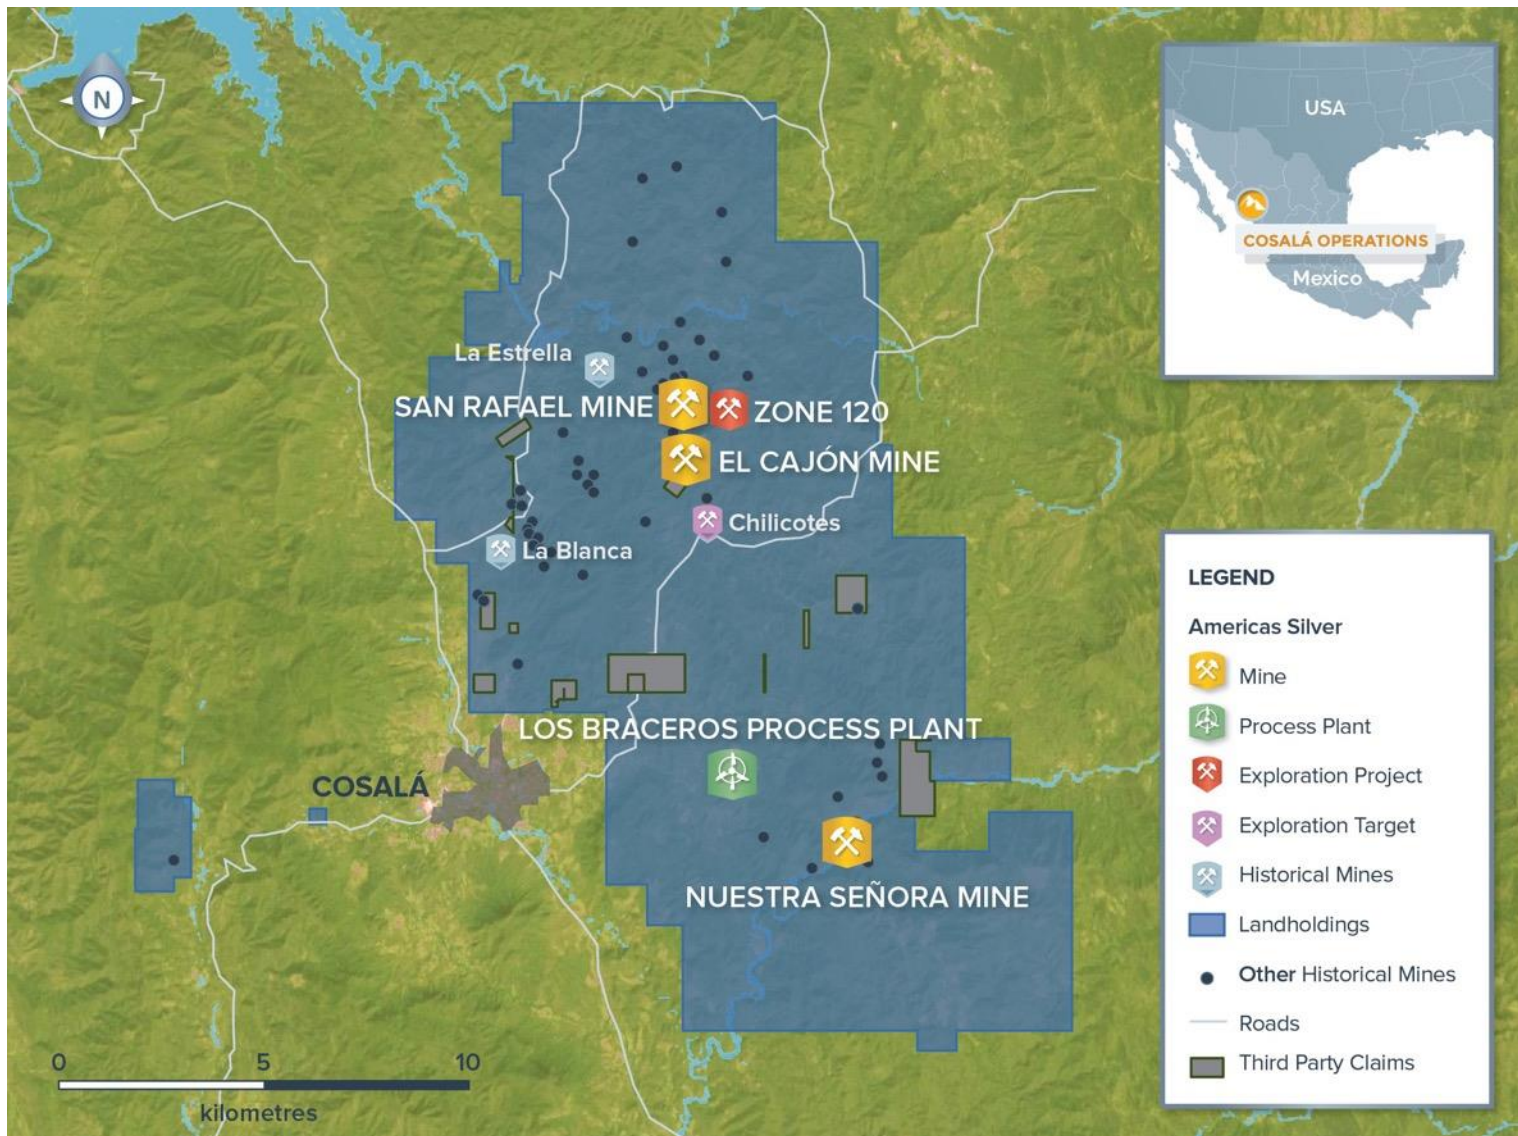 N
USA
COSALÁ OPERATIONS
Mexico
La Estrella
SAN RAFAEL MINE
ZONE 120
EL CAJÓN MINE
Chilicotes
La Blanca
LOS BRACEROS PROCESS PLANT
COSALÁ
NUESTRA SEÑORA MINE
0 5 10
kilometres
LEGEND
Americas Silver
Mine
Process Plant
Exploration Project
Exploration Target
Historical Mines
Landholdings
Other Historical Mines
Roads
Third Party Claims